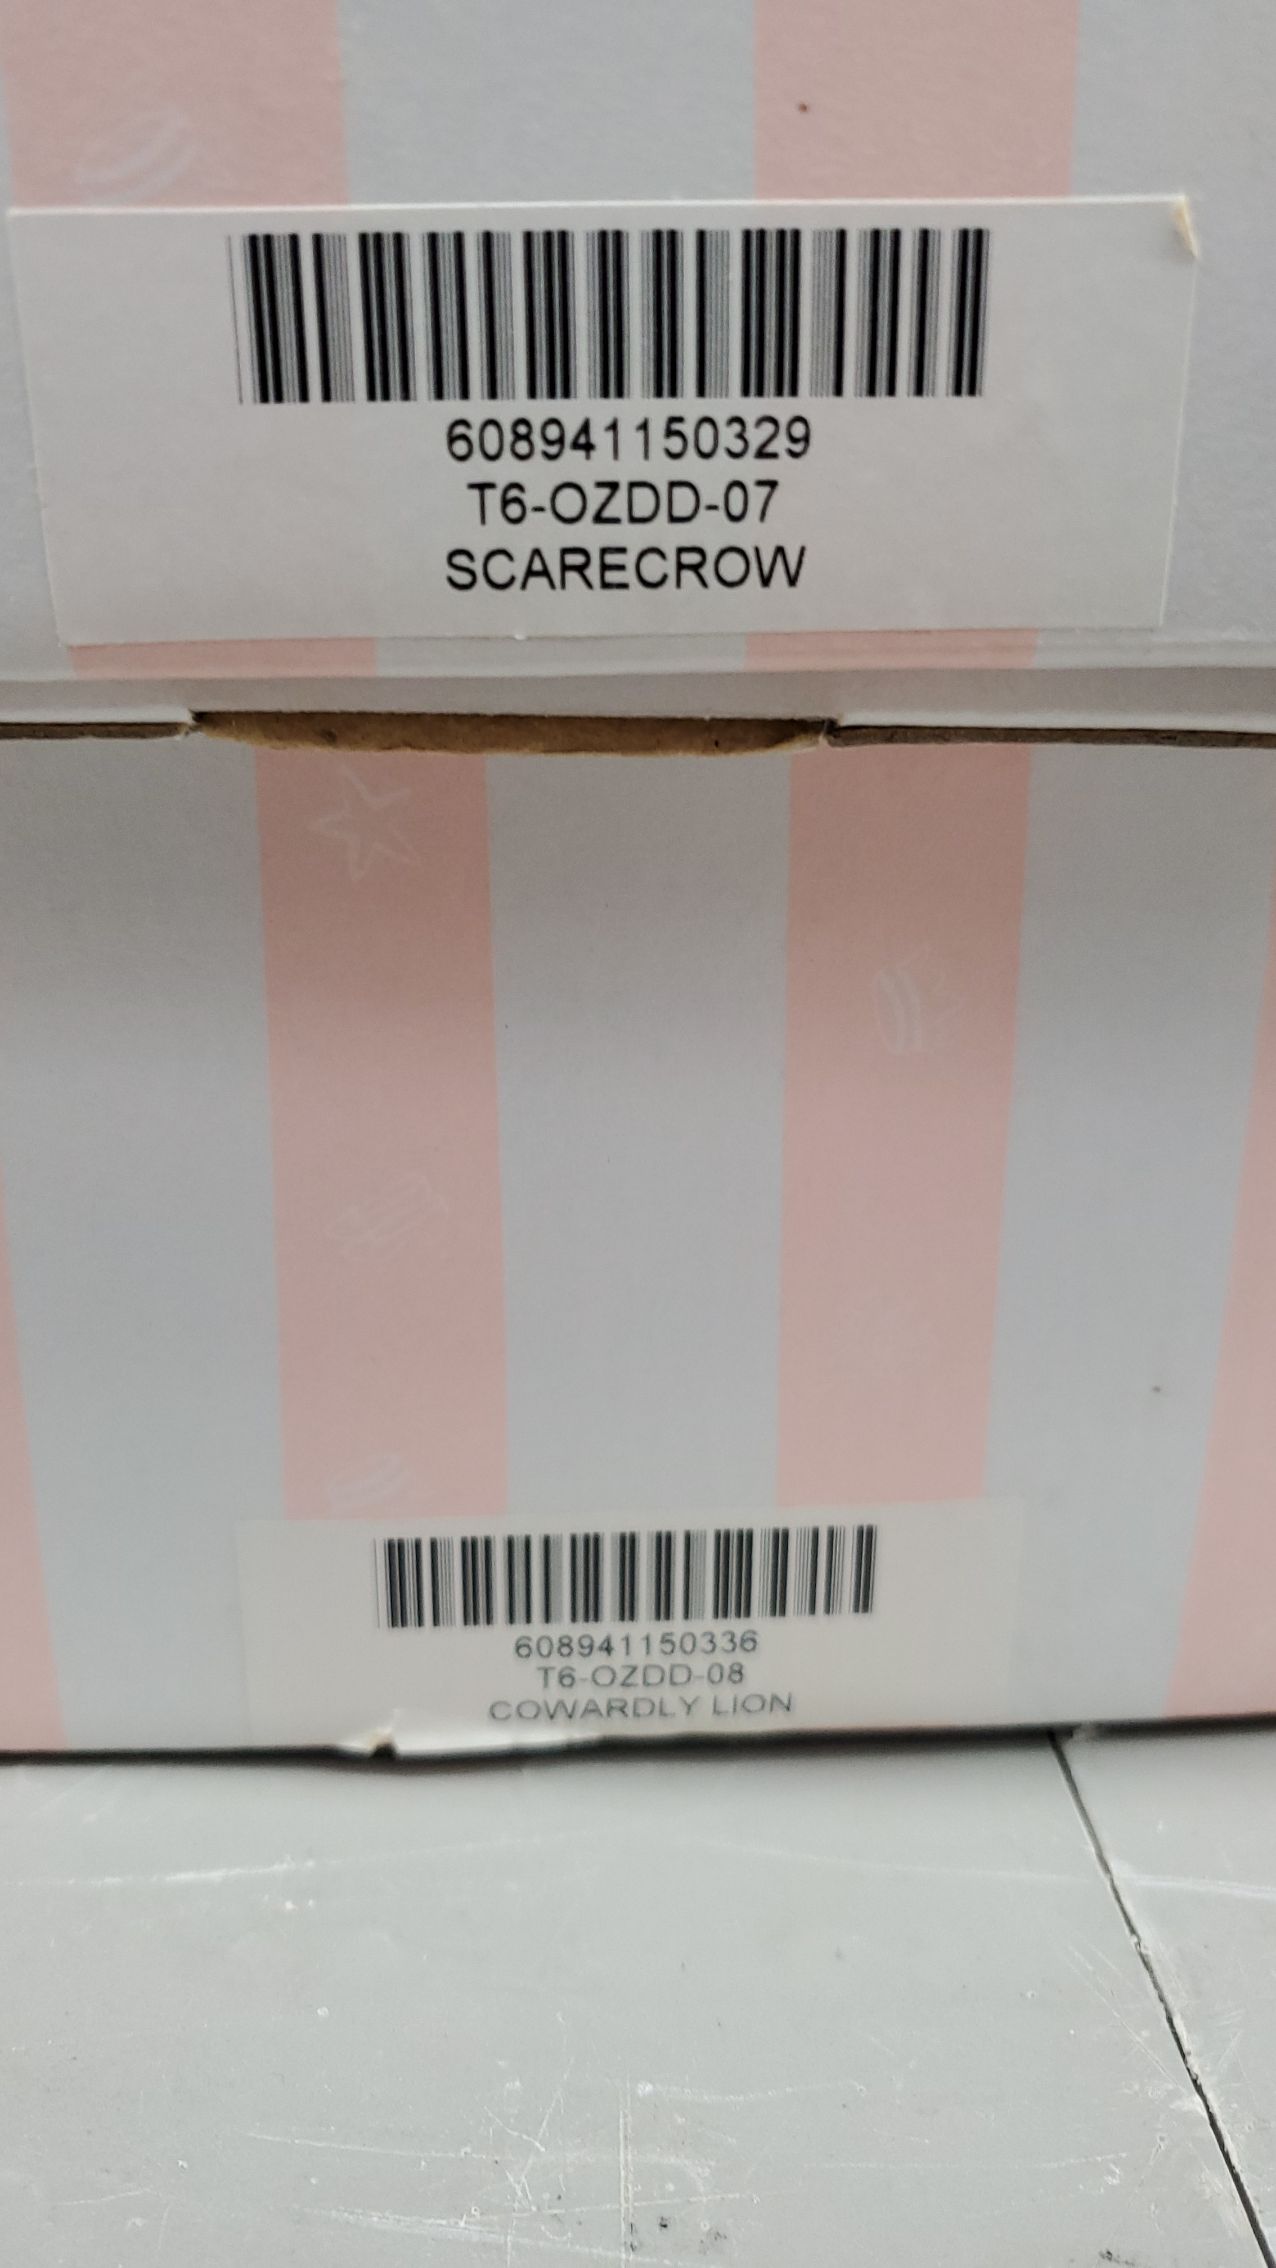 608941150329
T6-OZDD-07
SCARECROW
608941150336
T6-OZDD-08
COWARDLY LION